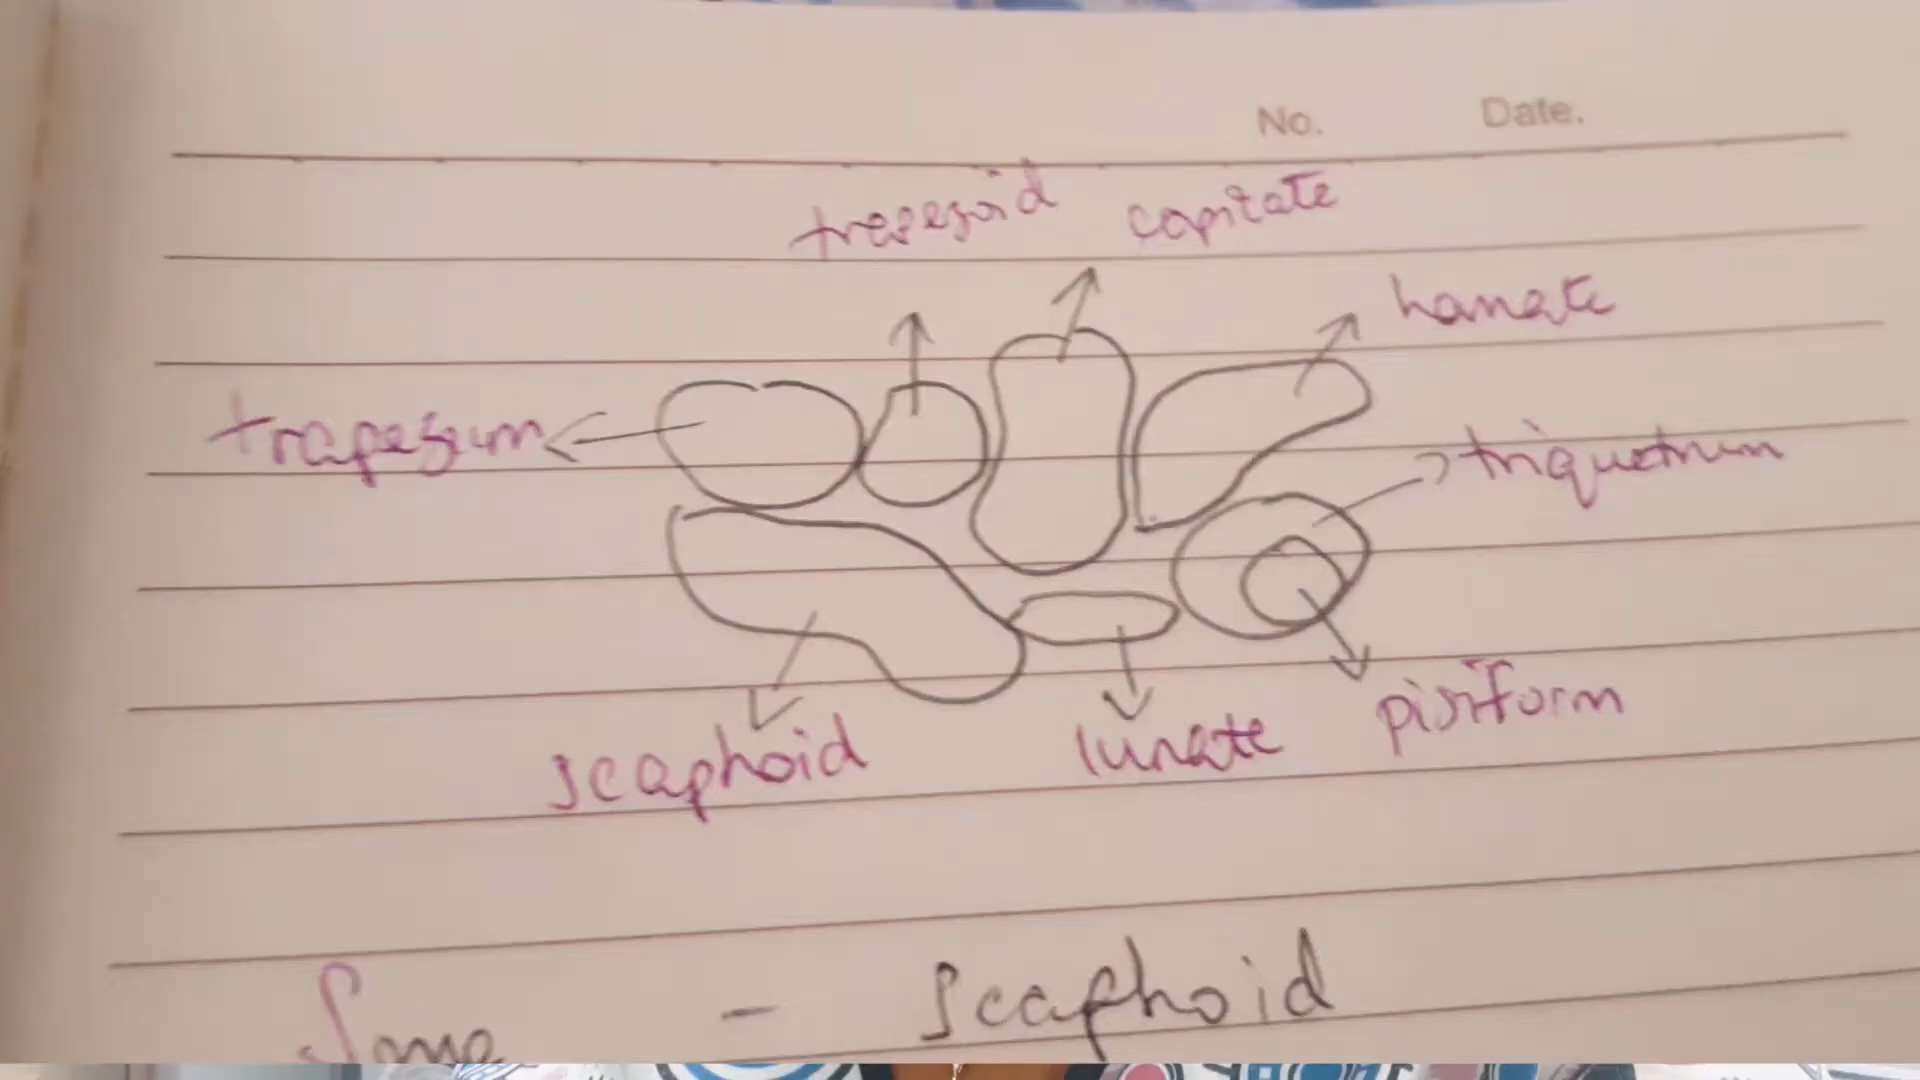 No. Date.
trepezoid capitate
hamate
trapezium
triquetrum
scaphoid lunate pisiform
Some - Scaphoid